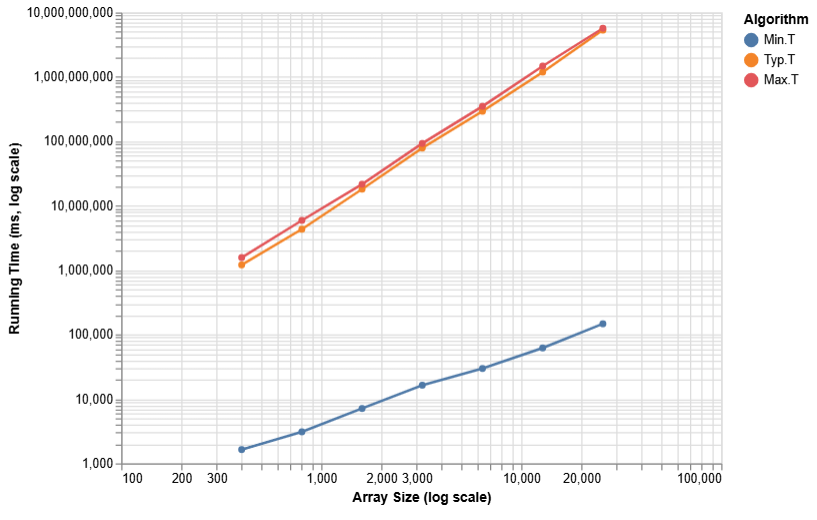 10,000,000,000
1,000,000,000
100,000,000
10,000,000
1,000,000
100,000
10,000
1,000
Running Time (ms, log scale)
100 200 300 1,000 2,000 3,000 10,000 20,000 100,000
Array Size (log scale)
Algorithm
Min.T
Typ.T
Max.T